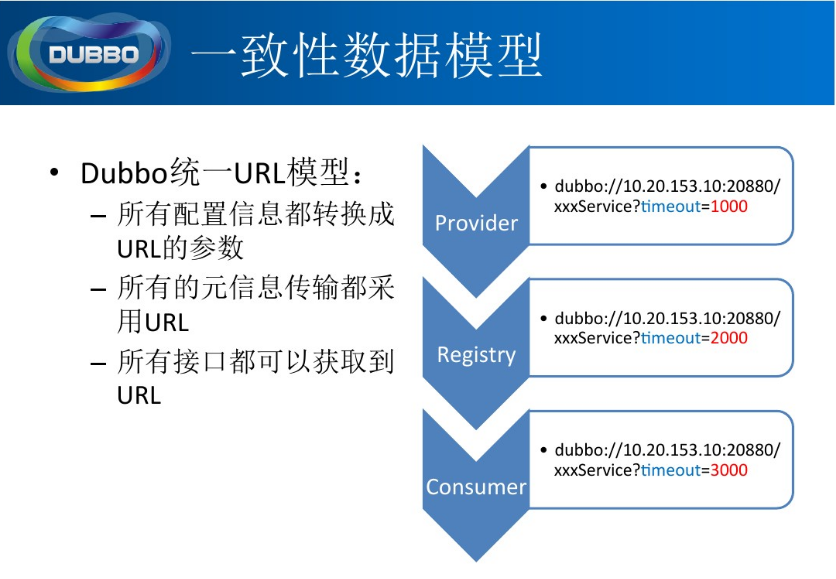 DUBBO
一致性数据模型
• Dubbo统一URL模型：
– 所有配置信息都转换成
URL的参数
– 所有的元信息传输都采
用URL
– 所有接口都可以获取到
URL
Provider
• dubbo://10.20.153.10:20880/
xxxService?timeout=1000
Registry
• dubbo://10.20.153.10:20880/
xxxService?timeout=2000
Consumer
• dubbo://10.20.153.10:20880/
xxxService?timeout=3000